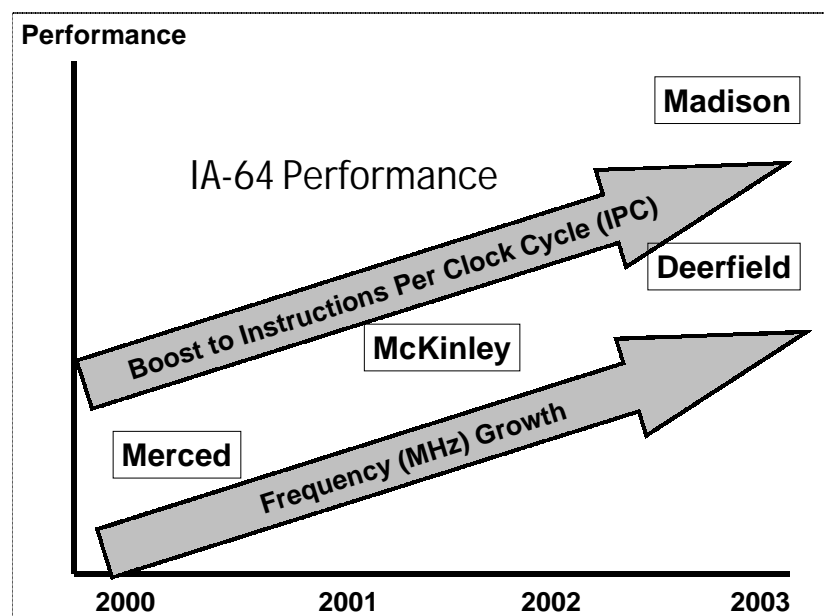 Performance
Madison
IA-64 Performance
Boost to Instructions Per Clock Cycle (IPC)
Deerfield
McKinley
Merced
Frequency (MHz) Growth
2000 2001 2002 2003